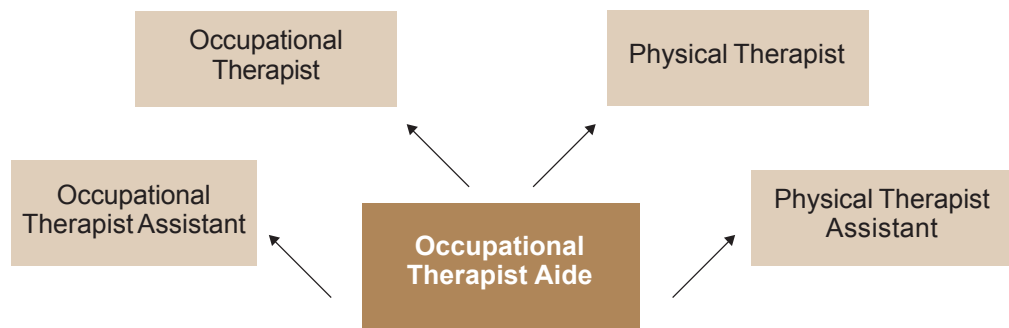 Occupational
Therapist
Physical Therapist
Occupational
Therapist Assistant
Physical Therapist
Assistant
Occupational
Therapist Aide